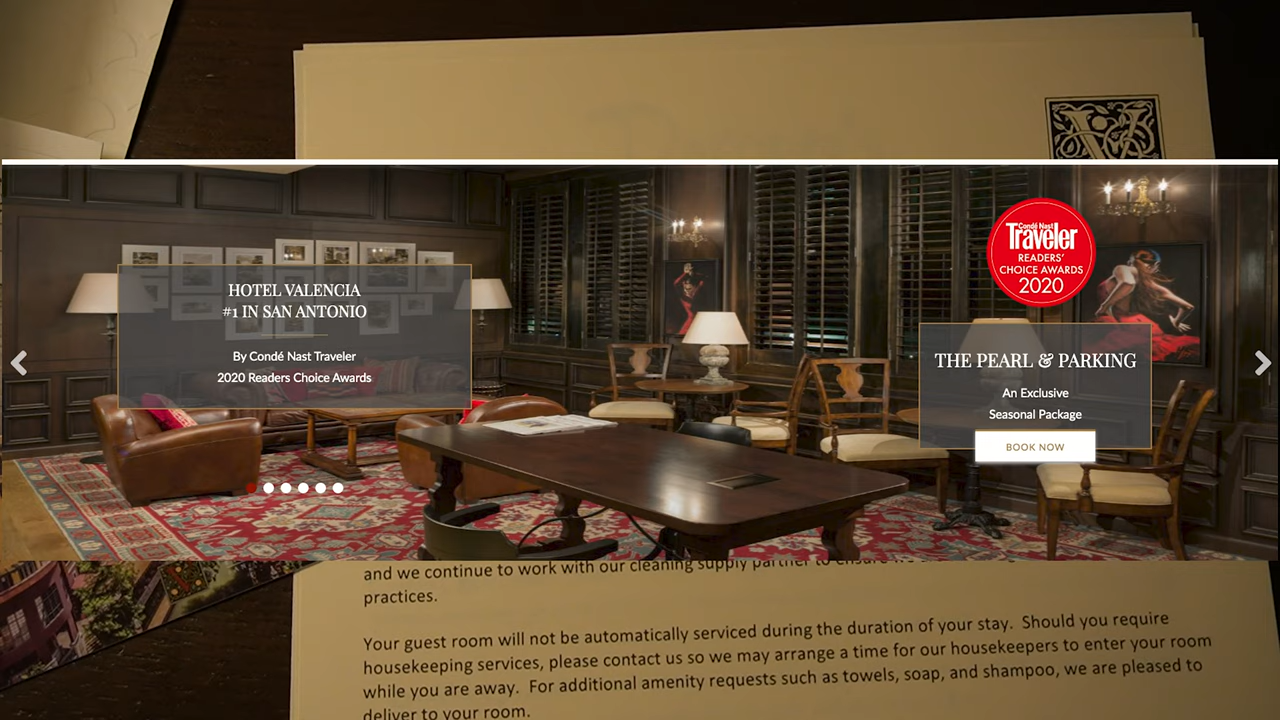 V
HOTEL VALENCIA
#1 IN SAN ANTONIO
By Condé Nast Traveler
2020 Readers Choice Awards
Condé Nast
Traveler
READERS'
CHOICE AWARDS
2020
THE PEARL & PARKING
An Exclusive
Seasonal Package
BOOK NOW
and we continue to work with our cleaning supply partner to ensure
practices.
Your guest room will not be automatically serviced during the duration of your stay. Should you require
housekeeping services, please contact us so we may arrange a time for our housekeepers to enter your room
while you are away. For additional amenity requests such as towels, soap, and shampoo, we are pleased to
deliver to your room.